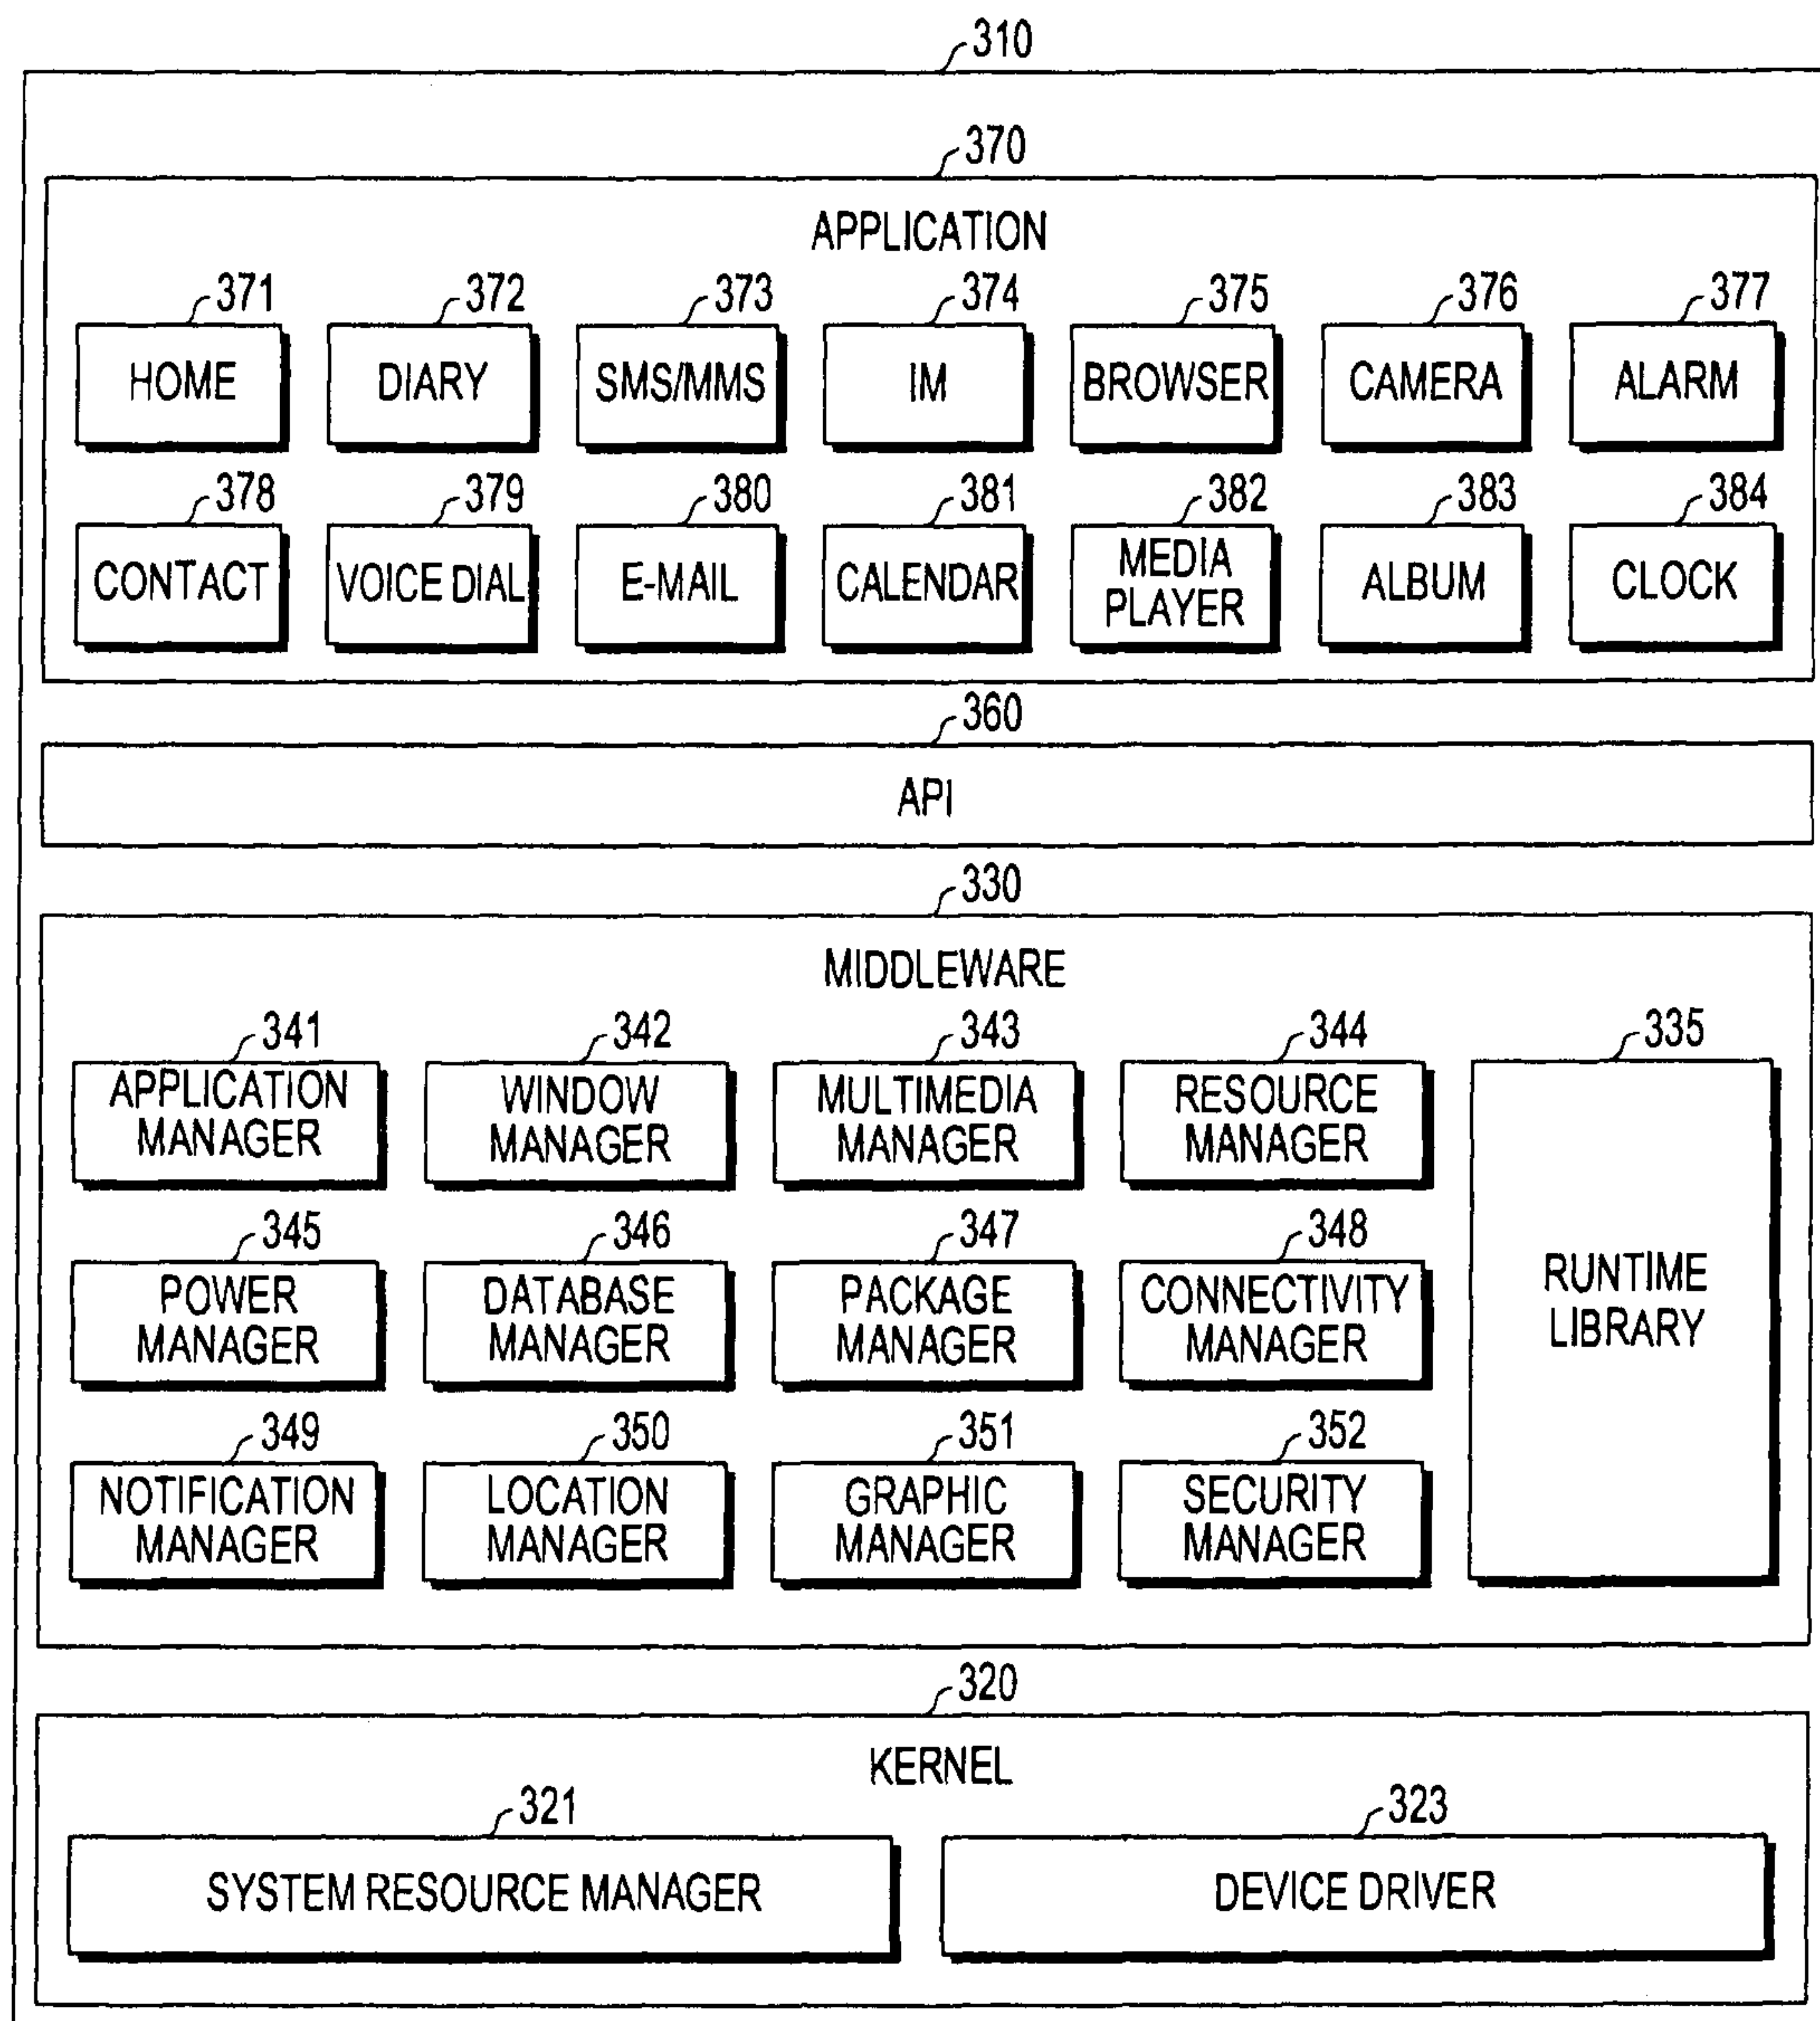 310
370
APPLICATION
371 372 373 374 375 376 377
HOME DIARY SMS/MMS IM BROWSER CAMERA ALARM
378 379 380 381 382 383 384
CONTACT VOICE DIAL E-MAIL CALENDAR MEDIA PLAYER ALBUM CLOCK
360
API
330
MIDDLEWARE
341 342 343 344 335
APPLICATION MANAGER WINDOW MANAGER MULTIMEDIA MANAGER RESOURCE MANAGER
345 346 347 348
POWER MANAGER DATABASE MANAGER PACKAGE MANAGER CONNECTIVITY MANAGER RUNTIME LIBRARY
349 350 351 352
NOTIFICATION MANAGER LOCATION MANAGER GRAPHIC MANAGER SECURITY MANAGER
320
KERNEL
321 323
SYSTEM RESOURCE MANAGER DEVICE DRIVER